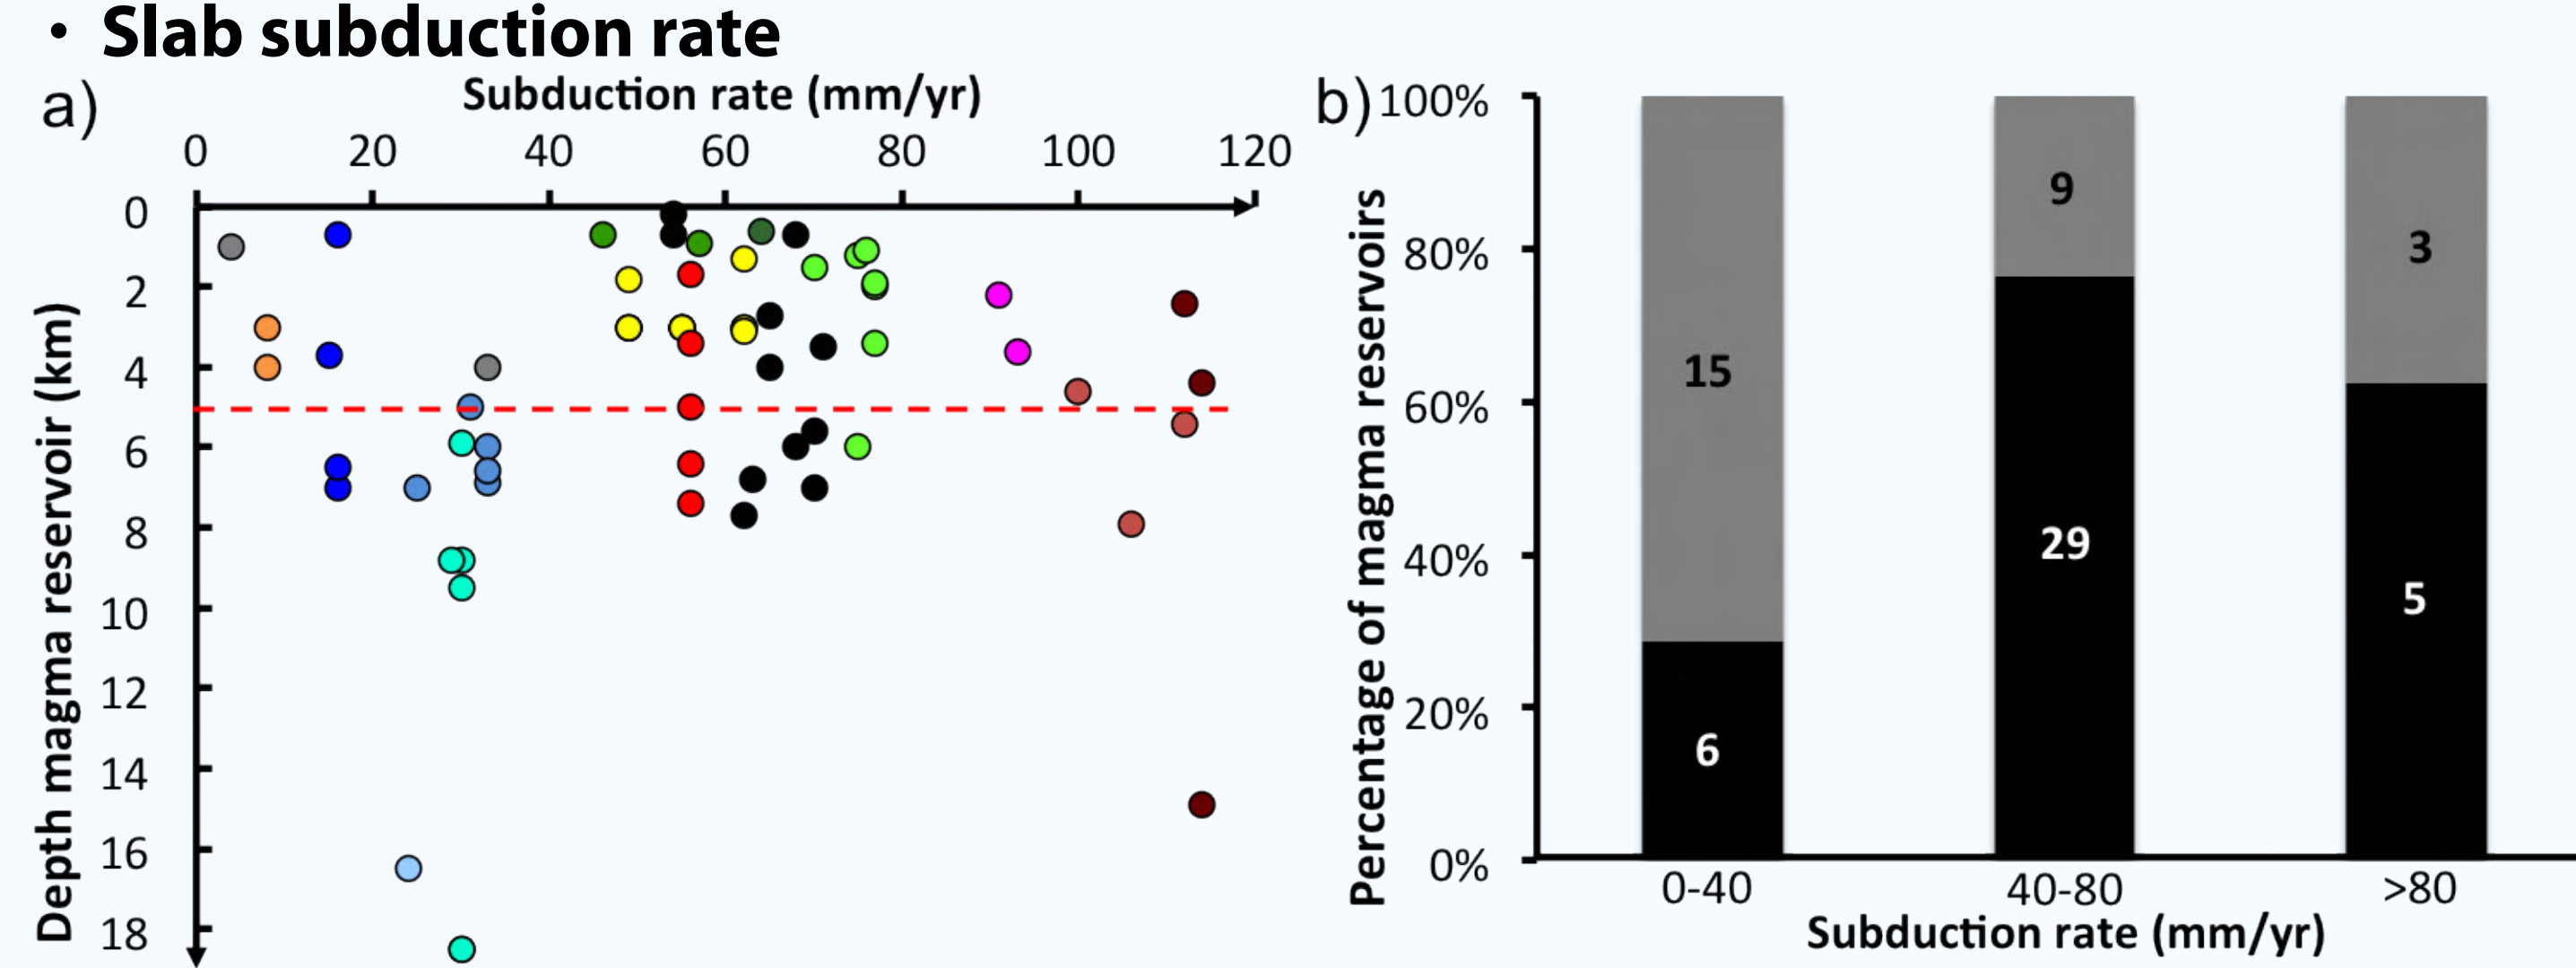 • Slab subduction rate
a)
Subduction rate (mm/yr)
0 20 40 60 80 100 120
Depth magma reservoir (km)
0
2
4
6
8
10
12
14
16
18
b)
Percentage of magma reservoirs
100%
80%
60%
40%
20%
0%
15
6
9
29
3
5
0-40 40-80 >80
Subduction rate (mm/yr)